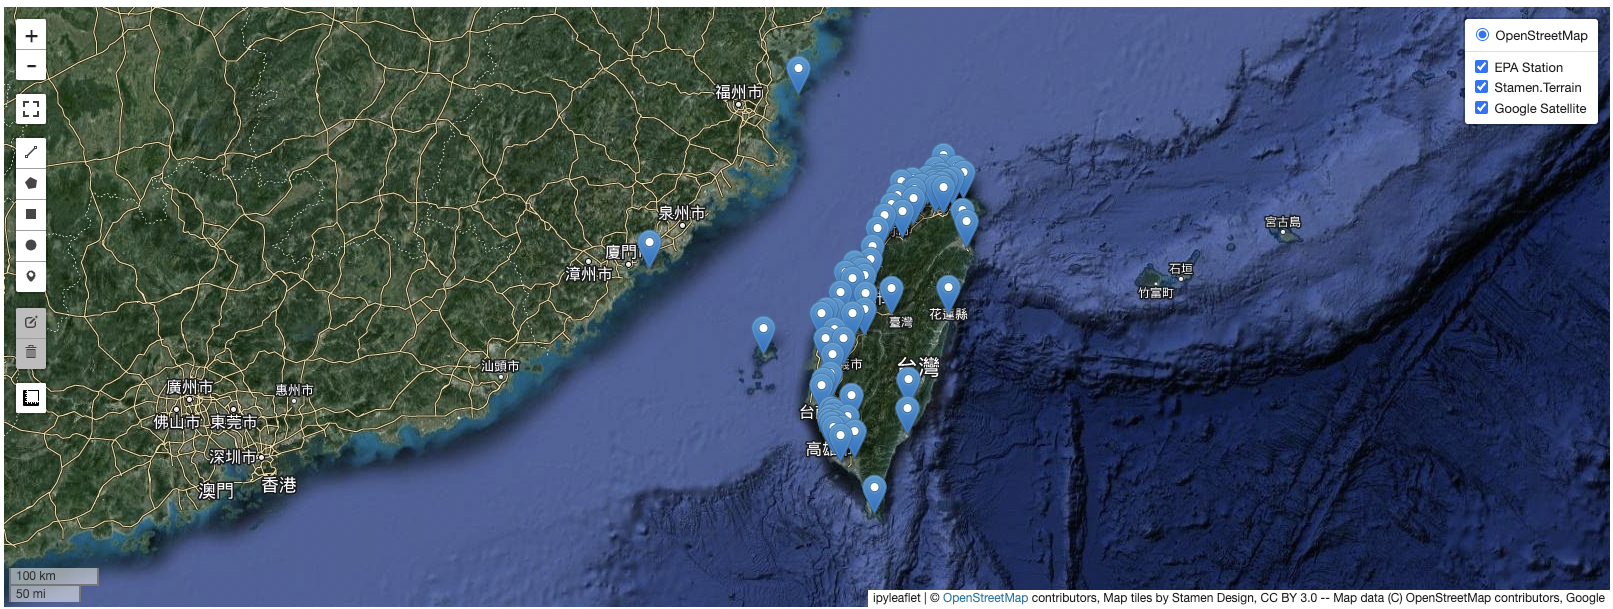 +
OpenStreetMap
−
EPA Station
Stamen.Terrain
Google Satellite
福州市
泉州市
宮古島
廈門
漳州市
石垣
竹富町
花蓮縣
臺灣
汕頭市
義市
台灣
廣州市
惠州市
佛山市
東莞市
台南
高雄
深圳市
澳門
香港
100 km
50 mi
ipyleaflet | © OpenStreetMap contributors, Map tiles by Stamen Design, CC BY 3.0 -- Map data (C) OpenStreetMap contributors, Google